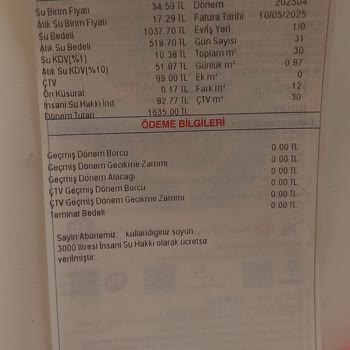 Dönem 202504
Su Birim Fiyatı 34.59 TL Fatura Tarihi 10/05/2025
Atık Su Birim Fiyatı 17.29 TL Ev/İş Yeri 1/0
Su Bedeli 1037.70 TL Gün Sayısı 31
Atık Su Bedeli 518.70 TL Toplam m³ 30
Su KDV(%1) 10.38 TL Günlük m³ 0.97
Atık Su KDV(%10) 51.87 TL Ek m³ 0
ÇTV 99.00 TL Fark m³ 12
Ön Küsürat 0.17 TL ÇTV m³ 30
İnsani Su Hakkı İnd 82.77 TL
Dönem Tutarı 1635.00 TL
ÖDEME BİLGİLERİ
Geçmiş Dönem Borcu 0.00 TL
Geçmiş Dönem Gecikme Zammı 0.00 TL
Geçmiş Dönem Alacağı 0.00 TL
ÇTV Geçmiş Dönem Borcu 0.00 TL
ÇTV Geçmiş Dönem Gecikme Zammı 0.00 TL
Teminat Bedeli 0.00 TL
Sayın Abonemiz; kullandığınız suyun
3000 litresi İnsani Su Hakkı olarak ücretsiz
verilmiştir.